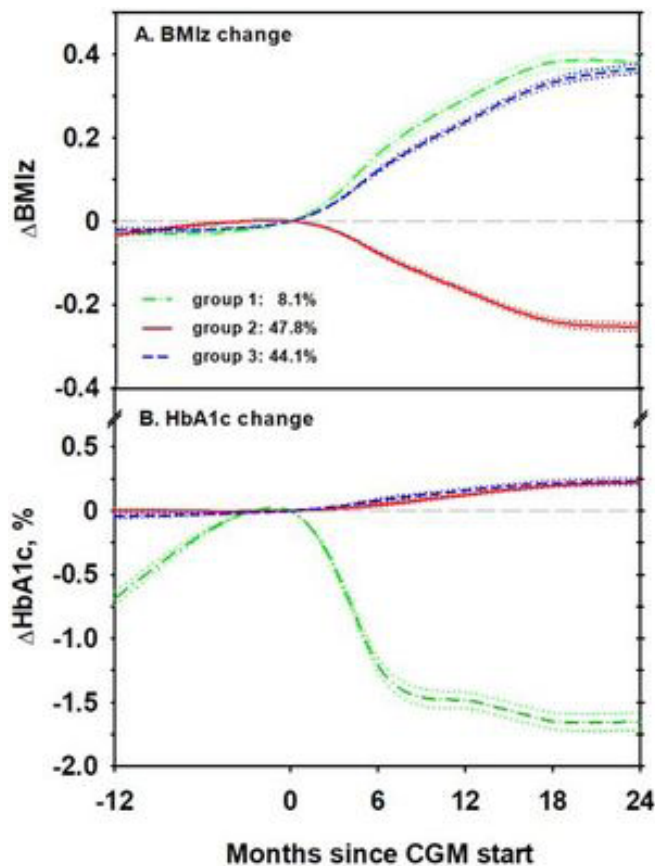 A. BMIz change
0.4
0.2
0
-0.2
-0.4
ΔBMIz
group 1: 8.1%
group 2: 47.8%
group 3: 44.1%
B. HbA1c change
0.5
0
-0.5
-1.0
-1.5
-2.0
ΔHbA1c, %
-12 0 6 12 18 24
Months since CGM start